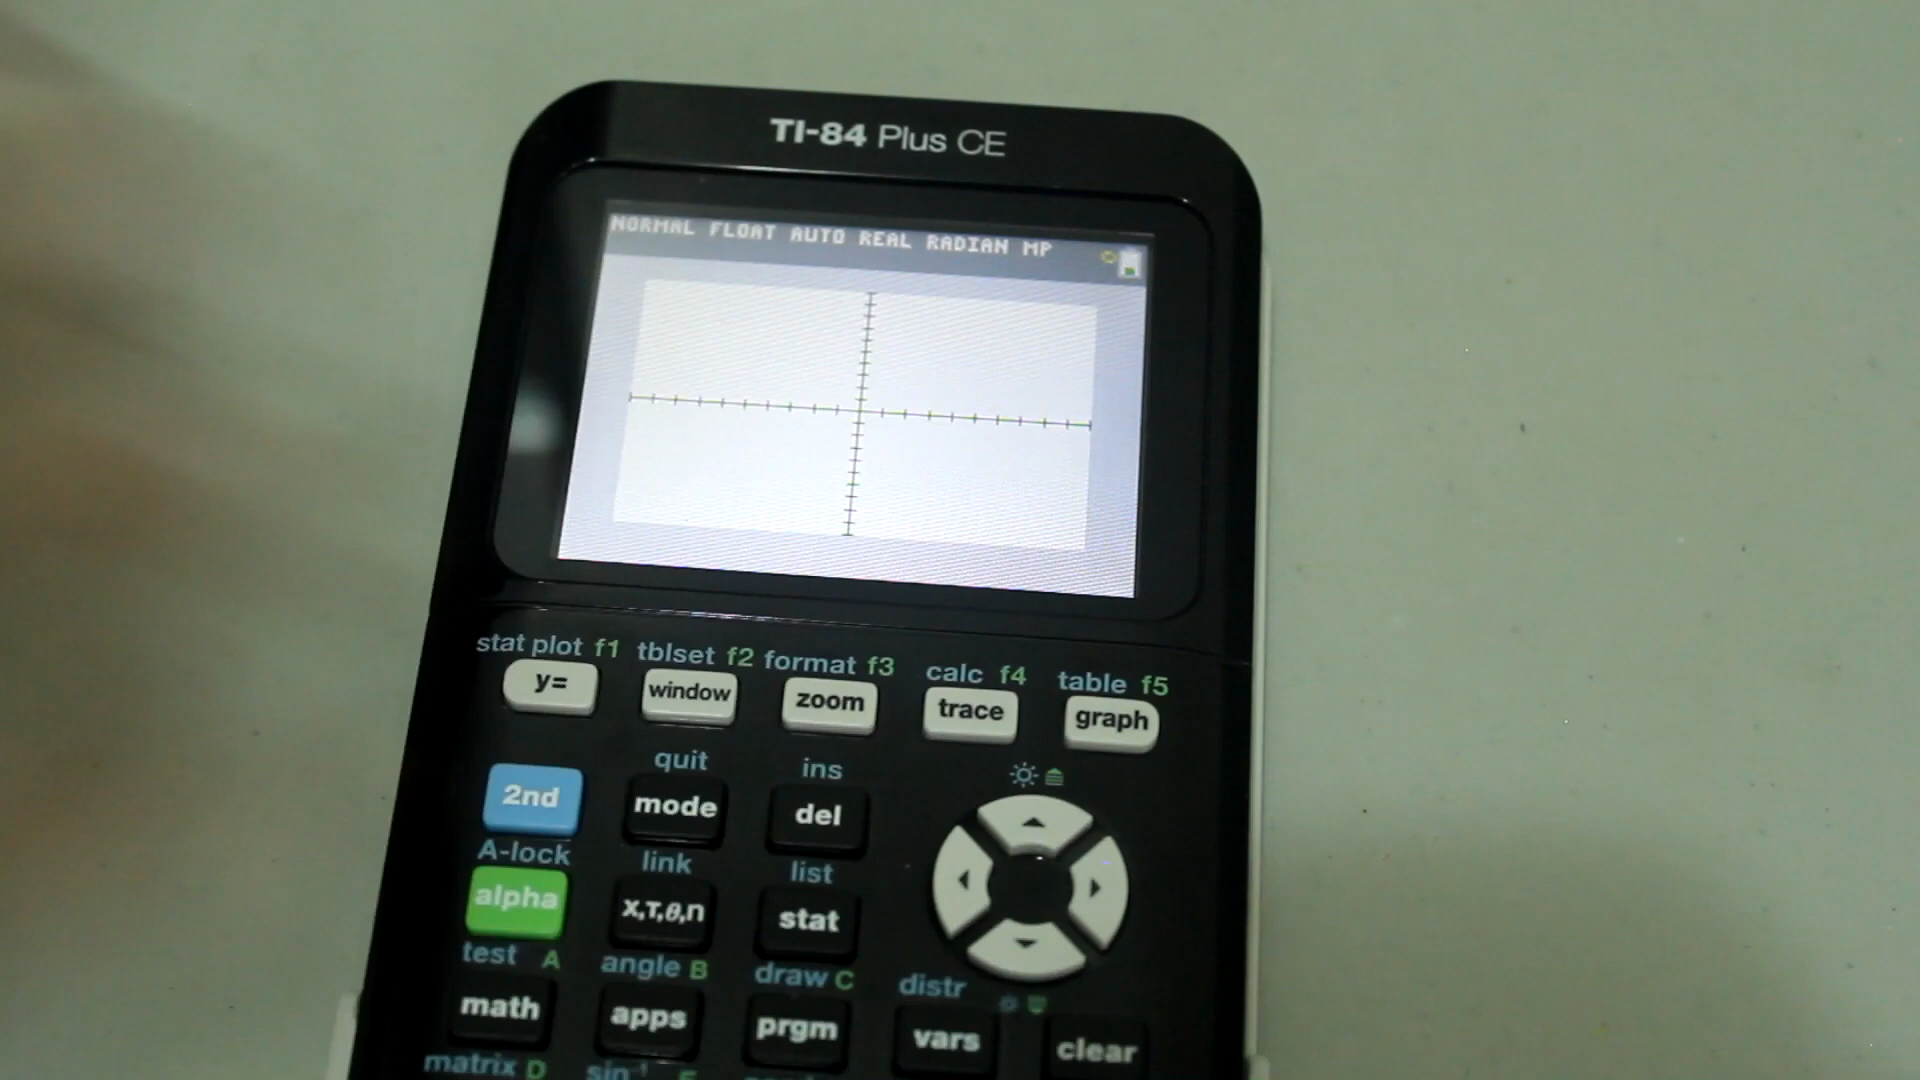 TI-84 Plus CE
NORMAL FLOAT AUTO REAL RADIAN MP
stat plot f1 tblset f2 format f3 calc f4 table f5
y= window zoom trace graph
quit ins
2nd mode del
A-lock link list
alpha X,T,θ,n stat
test A angle B draw C distr
math apps prgm vars clear
matrix D sin⁻¹